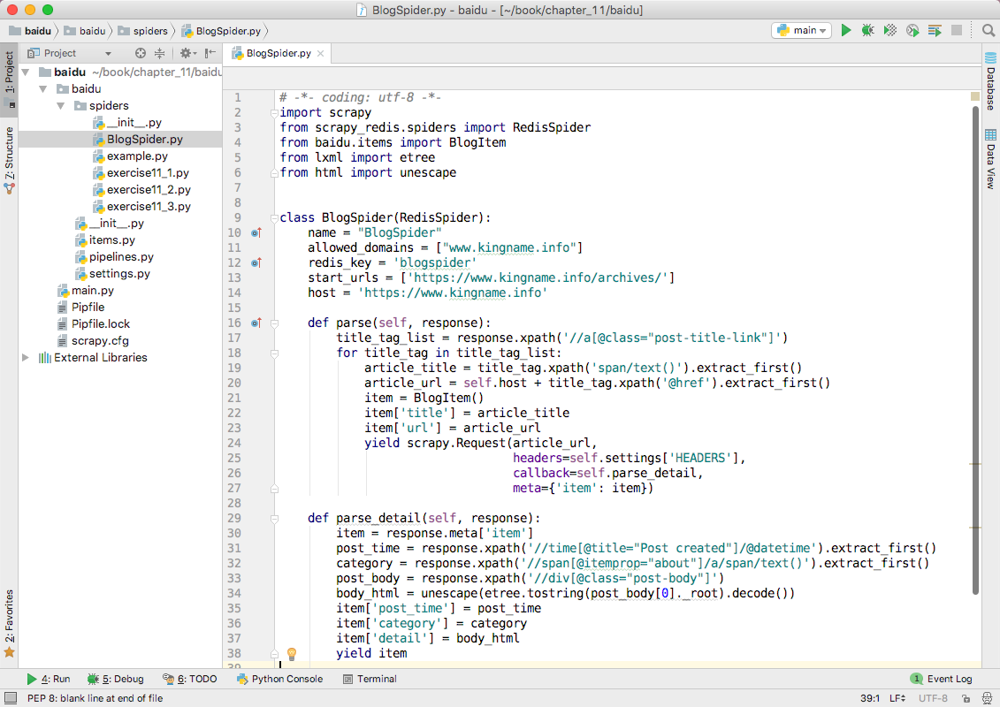 BlogSpider.py - baidu - [~/book/chapter_11/baidu]
baidu baidu spiders BlogSpider.py main
Project BlogSpider.py
1: Project
Z: Structure
2: Favorites
baidu ~/book/chapter_11/baidu
baidu
spiders
__init__.py
BlogSpider.py
example.py
exercise11_1.py
exercise11_2.py
exercise11_3.py
__init__.py
items.py
pipelines.py
settings.py
main.py
Pipfile
Pipfile.lock
scrapy.cfg
External Libraries
1 # -*- coding: utf-8 -*-
2 import scrapy
3 from scrapy_redis.spiders import RedisSpider
4 from baidu.items import BlogItem
5 from lxml import etree
6 from html import unescape
7
8
9 class BlogSpider(RedisSpider):
10     name = "BlogSpider"
11     allowed_domains = ["www.kingname.info"]
12     redis_key = 'blogspider'
13     start_urls = ['https://www.kingname.info/archives/']
14     host = 'https://www.kingname.info'
15
16     def parse(self, response):
17         title_tag_list = response.xpath('//a[@class="post-title-link"]')
18         for title_tag in title_tag_list:
19             article_title = title_tag.xpath('span/text()').extract_first()
20             article_url = self.host + title_tag.xpath('@href').extract_first()
21             item = BlogItem()
22             item['title'] = article_title
23             item['url'] = article_url
24             yield scrapy.Request(article_url,
25                                  headers=self.settings['HEADERS'],
26                                  callback=self.parse_detail,
27                                  meta={'item': item})
28
29     def parse_detail(self, response):
30         item = response.meta['item']
31         post_time = response.xpath('//time[@title="Post created"]/@datetime').extract_first()
32         category = response.xpath('//span[@itemprop="about"]/a/span/text()').extract_first()
33         post_body = response.xpath('//div[@class="post-body"]')
34         body_html = unescape(etree.tostring(post_body[0]._root).decode())
35         item['post_time'] = post_time
36         item['category'] = category
37         item['detail'] = body_html
38         yield item
39
Database
Data View
4: Run 5: Debug 6: TODO Python Console Terminal 1 Event Log
PEP 8: blank line at end of file 39:1 LF UTF-8